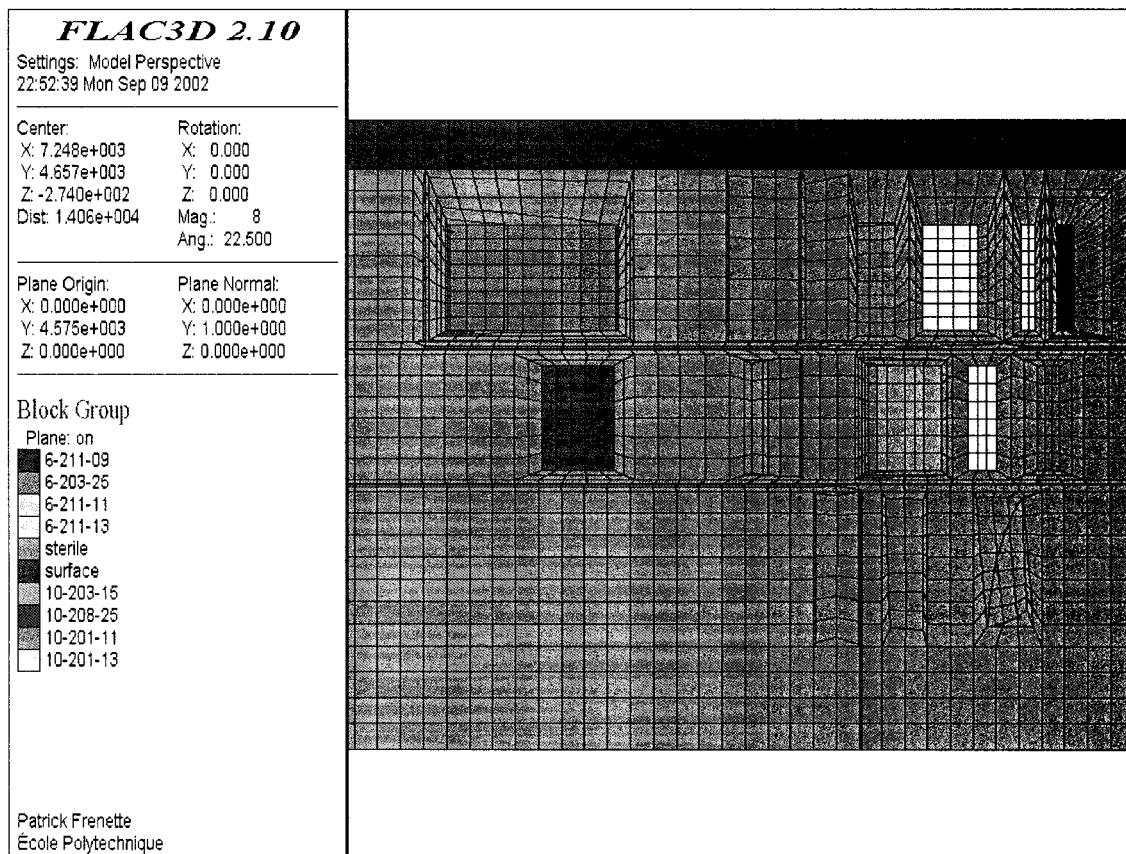 FLAC3D 2.10
Settings: Model Perspective
22:52:39 Mon Sep 09 2002
Center: Rotation:
X: 7.248e+003 X: 0.000
Y: 4.657e+003 Y: 0.000
Z: -2.740e+002 Z: 0.000
Dist: 1.406e+004 Mag.: 8
Ang.: 22.500
Plane Origin: Plane Normal:
X: 0.000e+000 X: 0.000e+000
Y: 4.575e+003 Y: 1.000e+000
Z: 0.000e+000 Z: 0.000e+000
Block Group
Plane: on
6-211-09
6-203-25
6-211-11
6-211-13
sterile
surface
10-203-15
10-208-25
10-201-11
10-201-13
Patrick Frenette
École Polytechnique